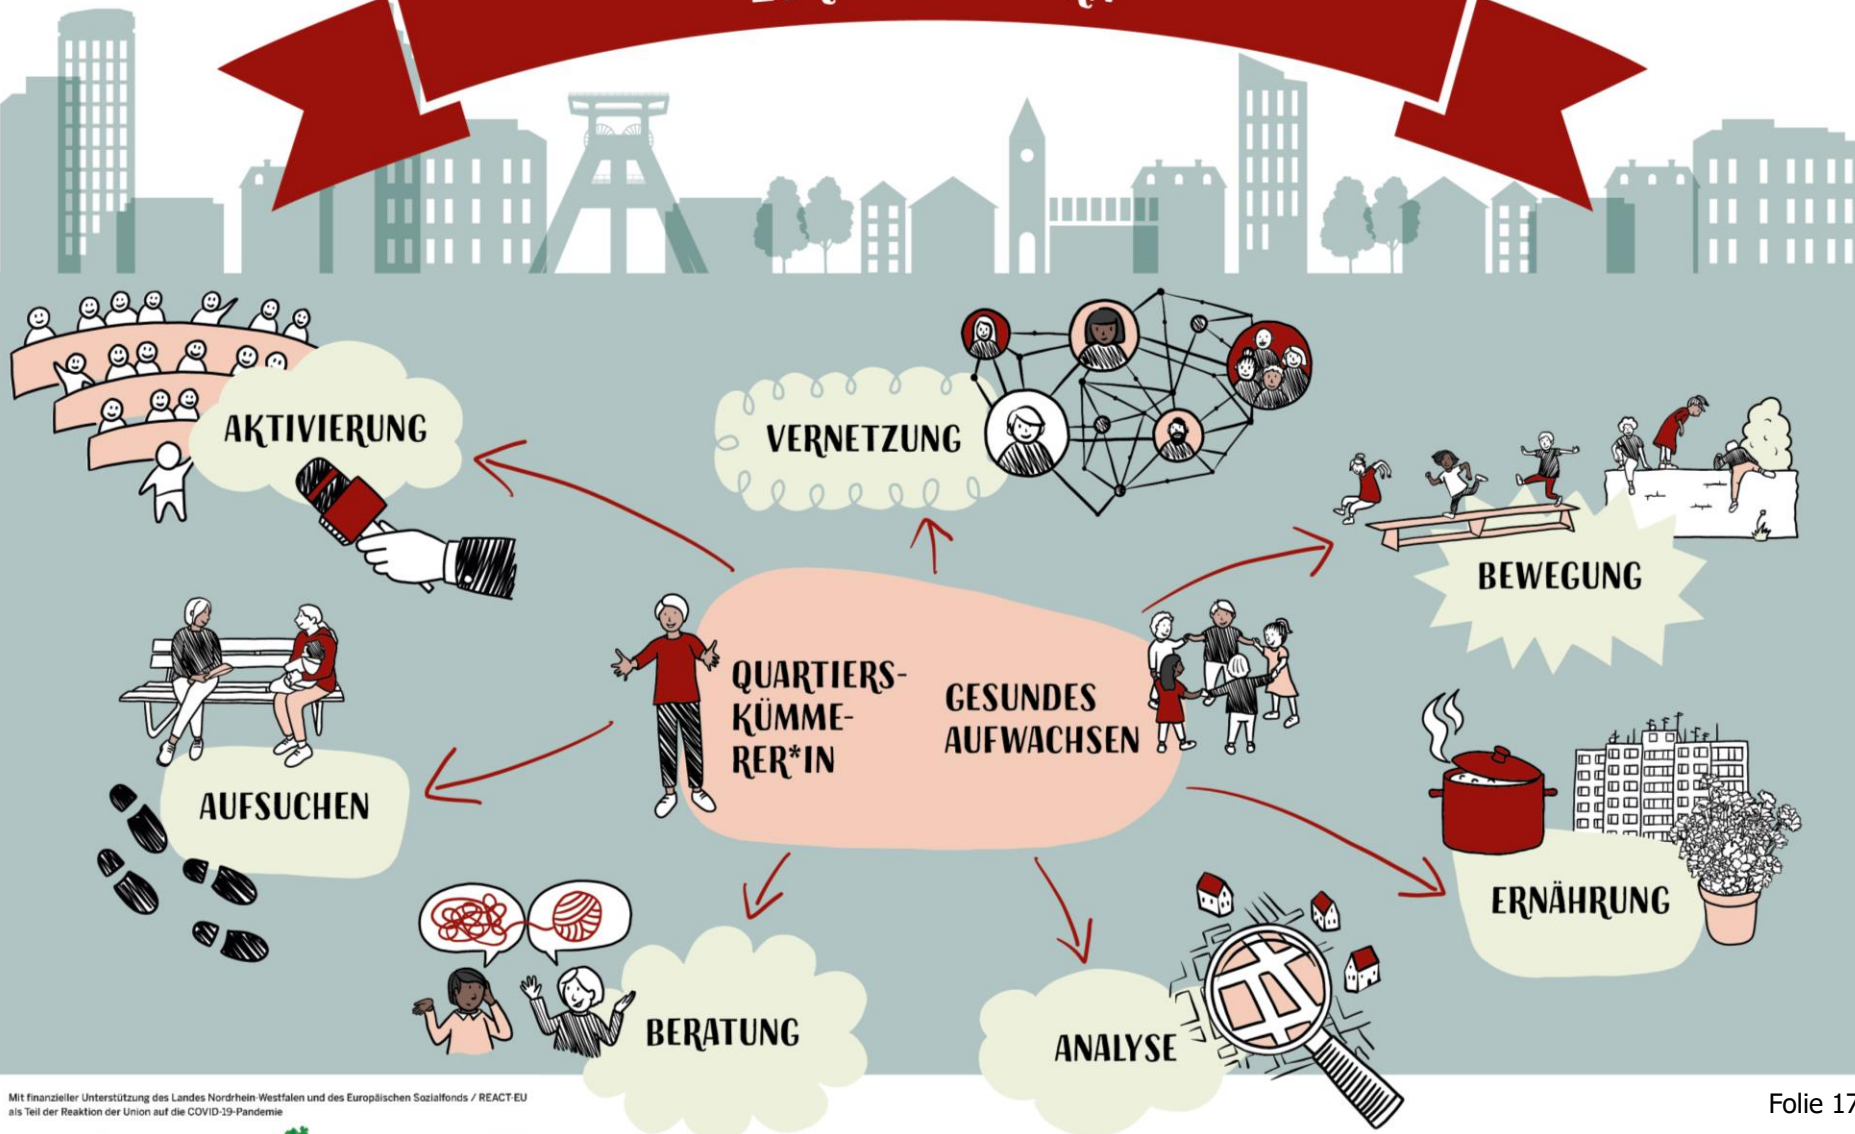 AKTIVIERUNG
VERNETZUNG
BEWEGUNG
QUARTIERS-
KÜMME-
RER*IN
GESUNDES
AUFWACHSEN
AUFSUCHEN
ERNÄHRUNG
BERATUNG
ANALYSE
Mit finanzieller Unterstützung des Landes Nordrhein-Westfalen und des Europäischen Sozialfonds / REACT-EU
als Teil der Reaktion der Union auf die COVID-19-Pandemie
Folie 17